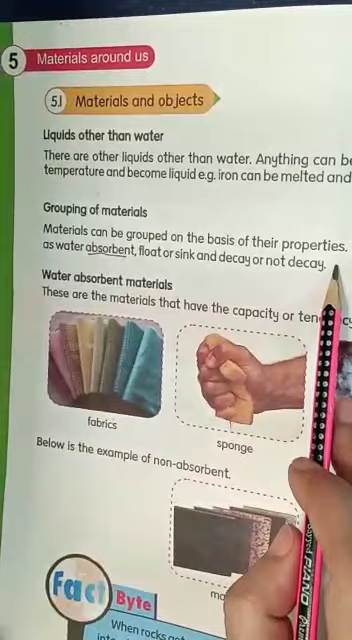 5 Materials around us
5.1 Materials and objects
Liquids other than water
There are other liquids other than water. Anything can be
temperature and become liquid e.g. iron can be melted and
Grouping of materials
Materials can be grouped on the basis of their properties.
as water absorbent, float or sink and decay or not decay.
Water absorbent materials
These are the materials that have the capacity or
fabrics
sponge
Below is the example of non-absorbent.
Fact Byte
When rocks
PIANO